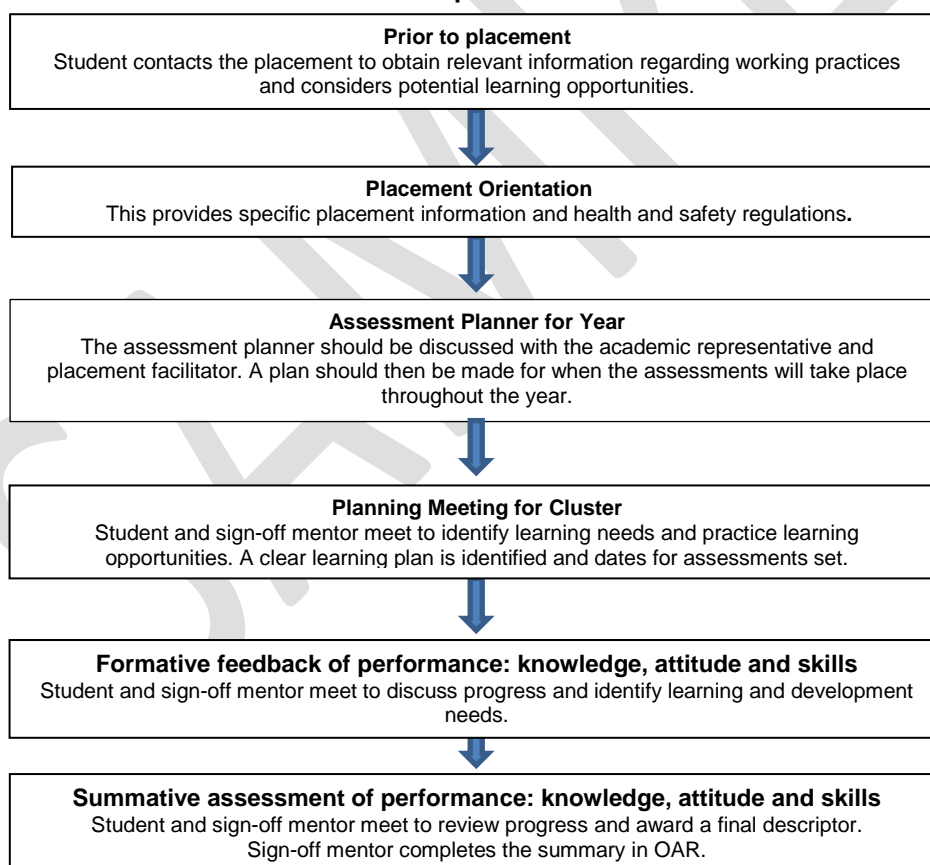 Prior to placement
Student contacts the placement to obtain relevant information regarding working practices
and considers potential learning opportunities.
Placement Orientation
This provides specific placement information and health and safety regulations.
Assessment Planner for Year
The assessment planner should be discussed with the academic representative and
placement facilitator. A plan should then be made for when the assessments will take place
throughout the year.
Planning Meeting for Cluster
Student and sign-off mentor meet to identify learning needs and practice learning
opportunities. A clear learning plan is identified and dates for assessments set.
Formative feedback of performance: knowledge, attitude and skills
Student and sign-off mentor meet to discuss progress and identify learning and development
needs.
Summative assessment of performance: knowledge, attitude and skills
Student and sign-off mentor meet to review progress and award a final descriptor.
Sign-off mentor completes the summary in OAR.